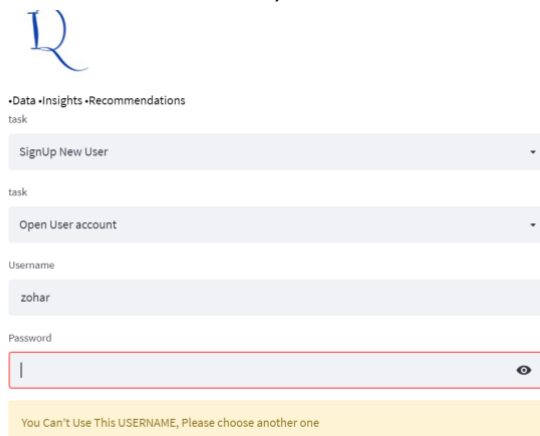 •Data •Insights •Recommendations
task
SignUp New User
task
Open User account
Username
zohar
Password
You Can't Use This USERNAME, Please choose another one